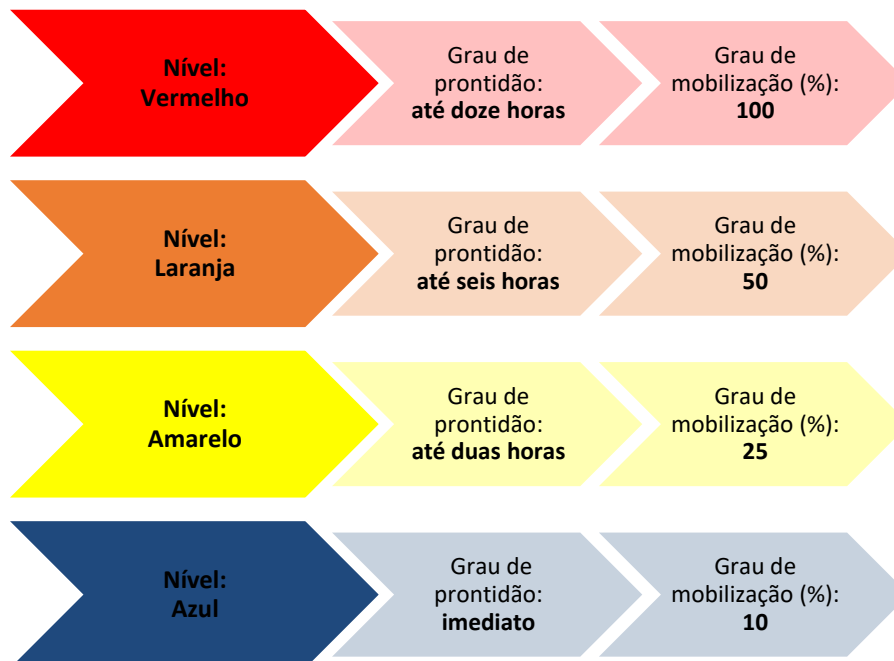 Nível:
Vermelho
Grau de
prontidão:
até doze horas
Grau de
mobilização (%):
100
Nível:
Laranja
Grau de
prontidão:
até seis horas
Grau de
mobilização (%):
50
Nível:
Amarelo
Grau de
prontidão:
até duas horas
Grau de
mobilização (%):
25
Nível:
Azul
Grau de
prontidão:
imediato
Grau de
mobilização (%):
10